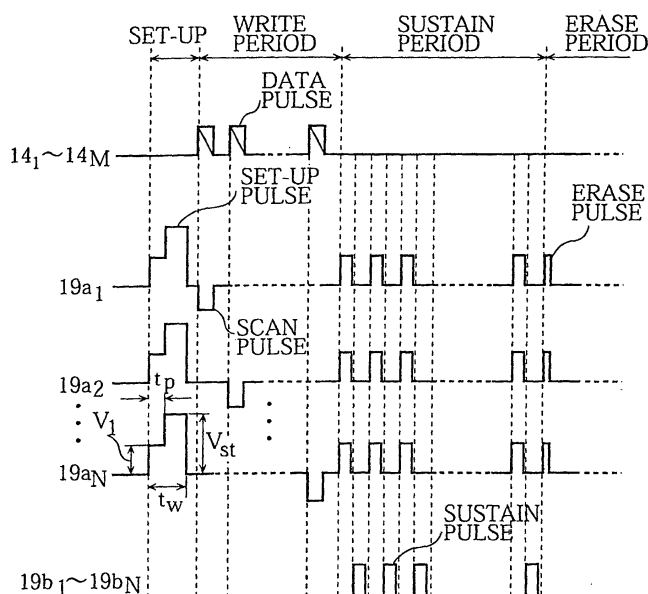 SET-UP
WRITE
PERIOD
SUSTAIN
PERIOD
ERASE
PERIOD
DATA
PULSE
14₁~14M
SET-UP
PULSE
ERASE
PULSE
19a₁
SCAN
PULSE
19a₂
tp
V₁
Vst
19aN
tw
SUSTAIN
PULSE
19b₁~19bN